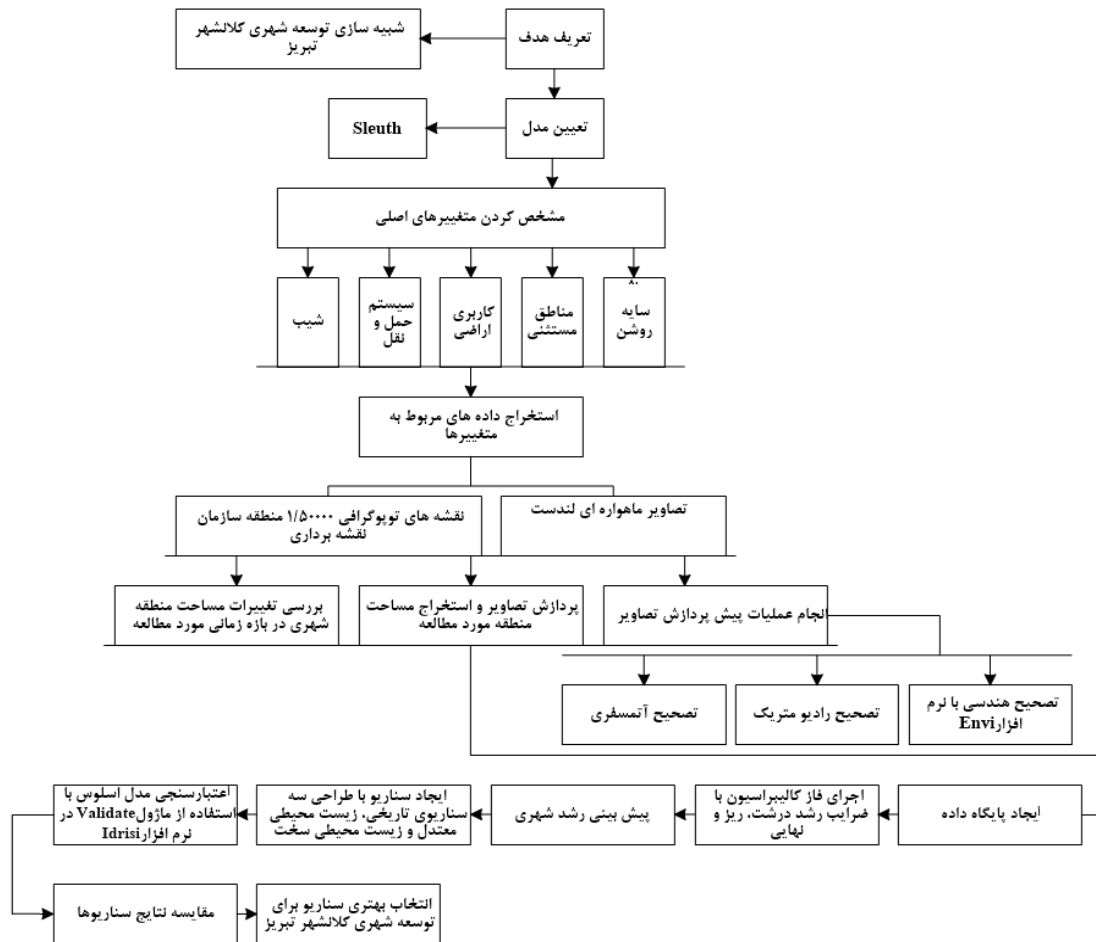 تعریف هدف
شبیه سازی توسعه شهری کلانشهر
تبریز
تعیین مدل
Sleuth
مشخص کردن متغییرهای اصلی
سایه
روشن
مناطق
مستثنی
کاربری
اراضی
سیستم
حمل و
نقل
شیب
استخراج داده های مربوط به
متغییرها
تصاویر ماهواره ای لندست
نقشه های توپوگرافی ۱/۵۰۰۰۰ منطقه سازمان
نقشه برداری
انجام عملیات پیش پردازش تصاویر
پردازش تصاویر و استخراج مساحت
منطقه مورد مطالعه
بررسی تغییرات مساحت منطقه
شهری در بازه زمانی مورد مطالعه
تصحیح هندسی با نرم
افزارEnvi
تصحیح رادیو متریک
تصحیح آتمسفری
ایجاد پایگاه داده
اجرای فاز کالیبراسیون با
ضرایب رشد درشت، ریز و
نهایی
پیش بینی رشد شهری
ایجاد سناریو با طراحی سه
سناریوی تاریخی، زیست محیطی
معتدل و زیست محیطی سخت
اعتبارسنجی مدل اسلوس با
استفاده از ماژولValidate در
نرم افزارIdrisi
مقایسه نتایج سناریوها
انتخاب بهتری سناریو برای
توسعه شهری کلانشهر تبریز